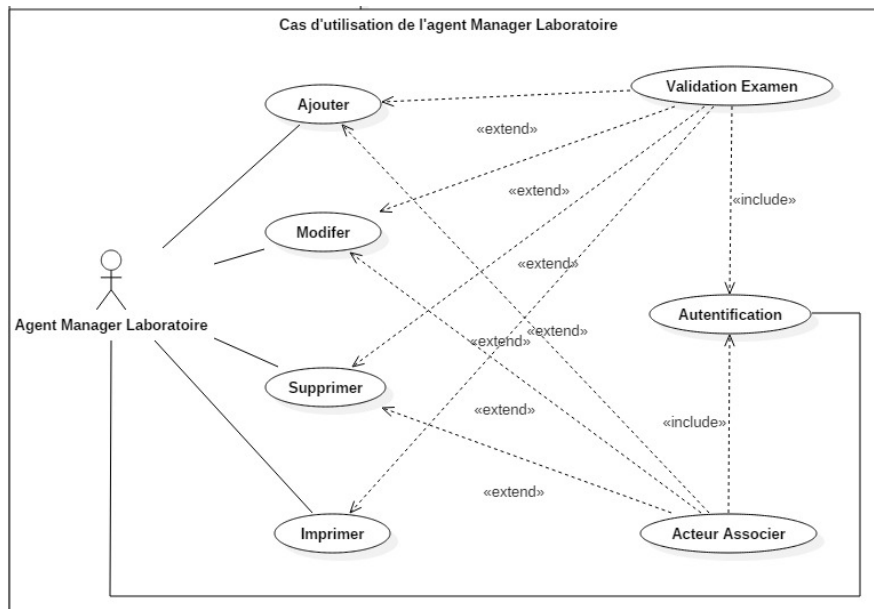 Cas d'utilisation de l'agent Manager Laboratoire
Validation Examen
Ajouter
«extend»
«extend»
«include»
Modifer
«extend»
Autentification
Agent Manager Laboratoire
«extend»
«extend»
Supprimer
«extend»
«include»
«extend»
Imprimer
Acteur Associer